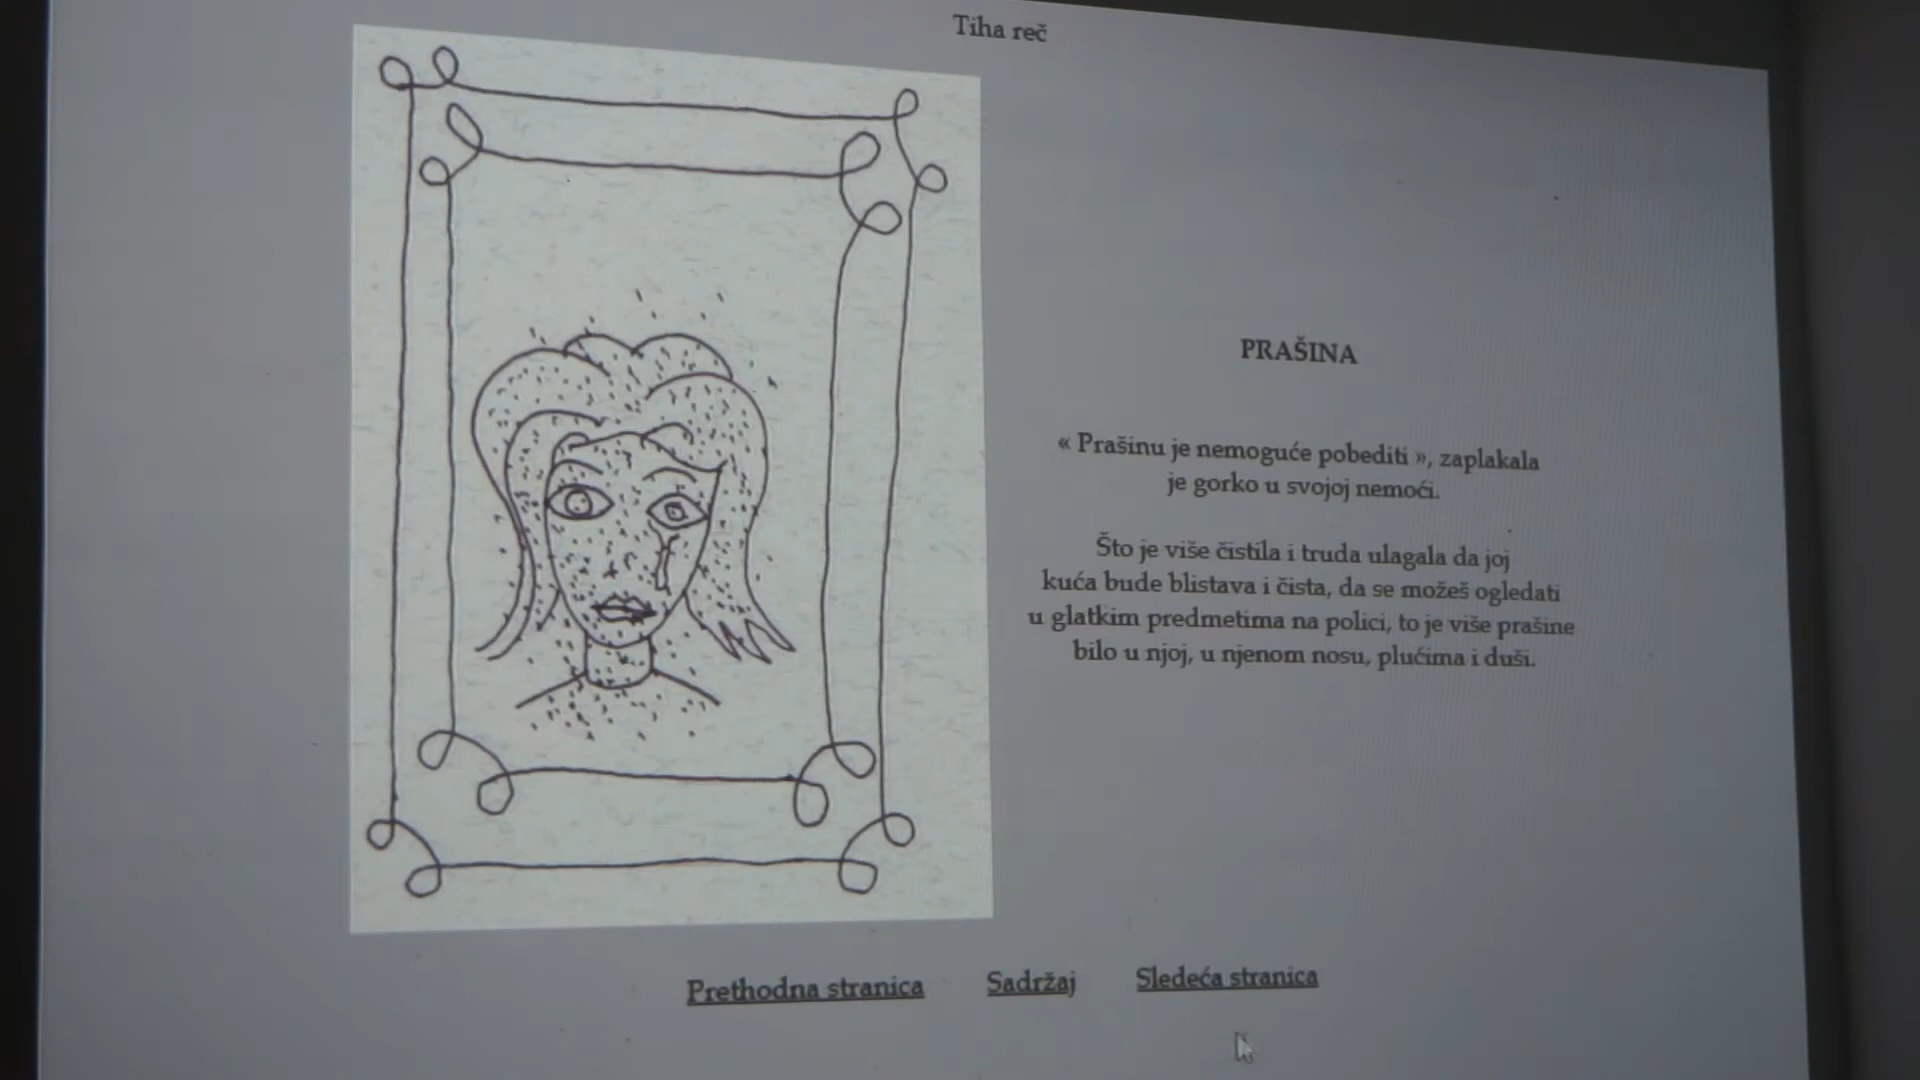 Tiha reč
PRAŠINA
« Prašinu je nemoguće pobediti », zaplakala
je gorko u svojoj nemoći.
Što je više čistila i truda ulagala da joj
kuća bude blistava i čista, da se možeš ogledati
u glatkim predmetima na polici, to je više prašine
bilo u njoj, u njenom nosu, plućima i duši.
Prethodna stranica Sadržaj Sledeća stranica